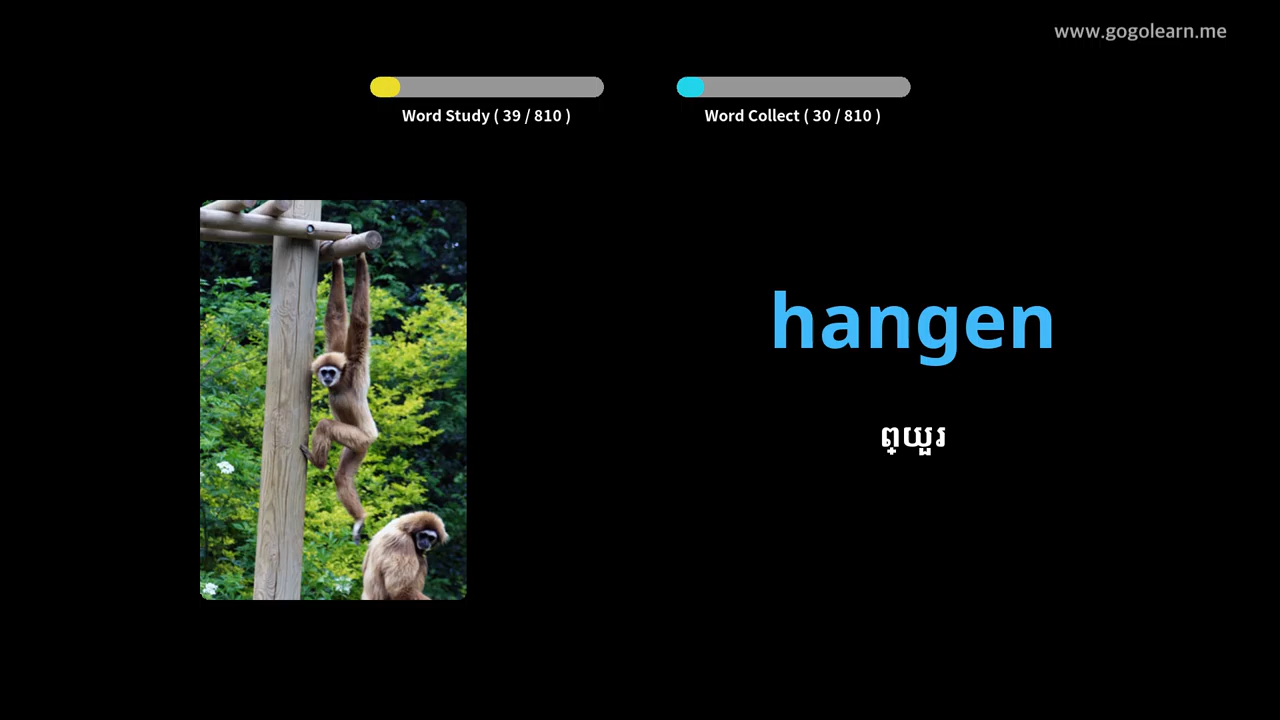 www.gogolearn.me
Word Study ( 39 / 810 )
Word Collect ( 30 / 810 )
hangen
ព្យួរ